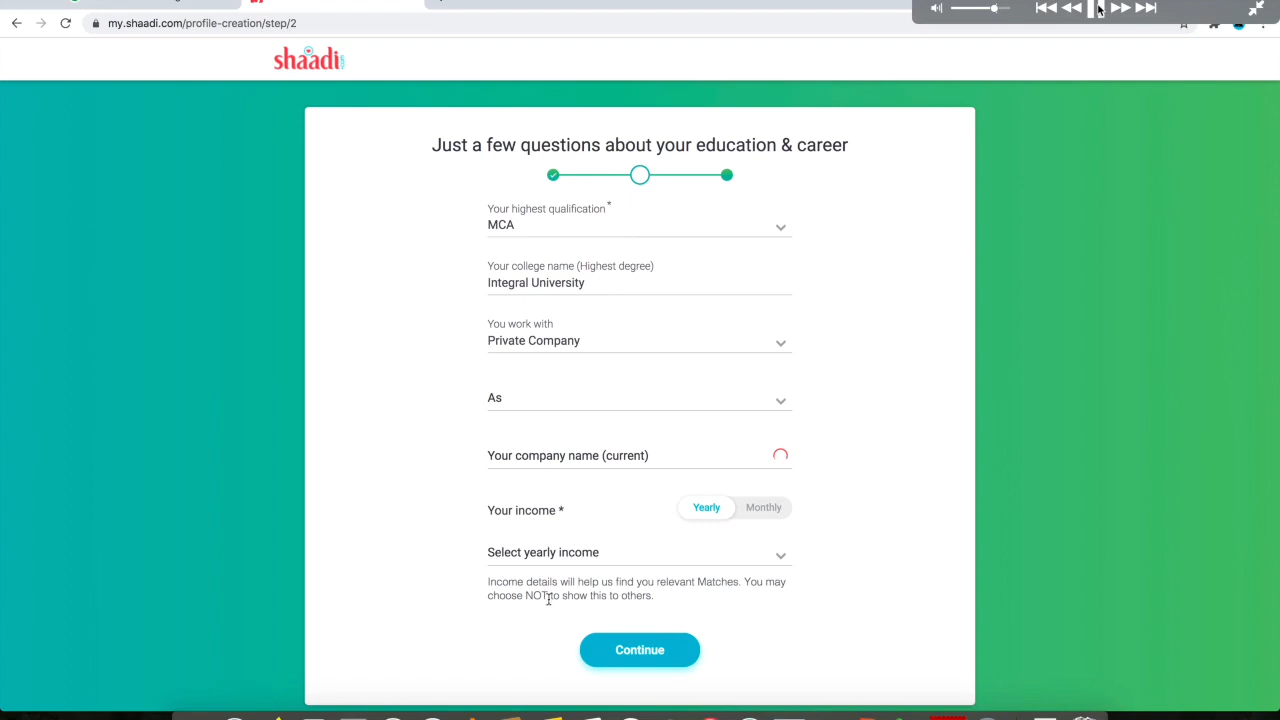 my.shaadi.com/profile-creation/step/2
shaadi.com
Just a few questions about your education & career
Your highest qualification*
MCA
Your college name (Highest degree)
Integral University
You work with
Private Company
As
Your company name (current)
Your income *
Yearly
Monthly
Select yearly income
Income details will help us find you relevant Matches. You may
choose NOT to show this to others.
Continue